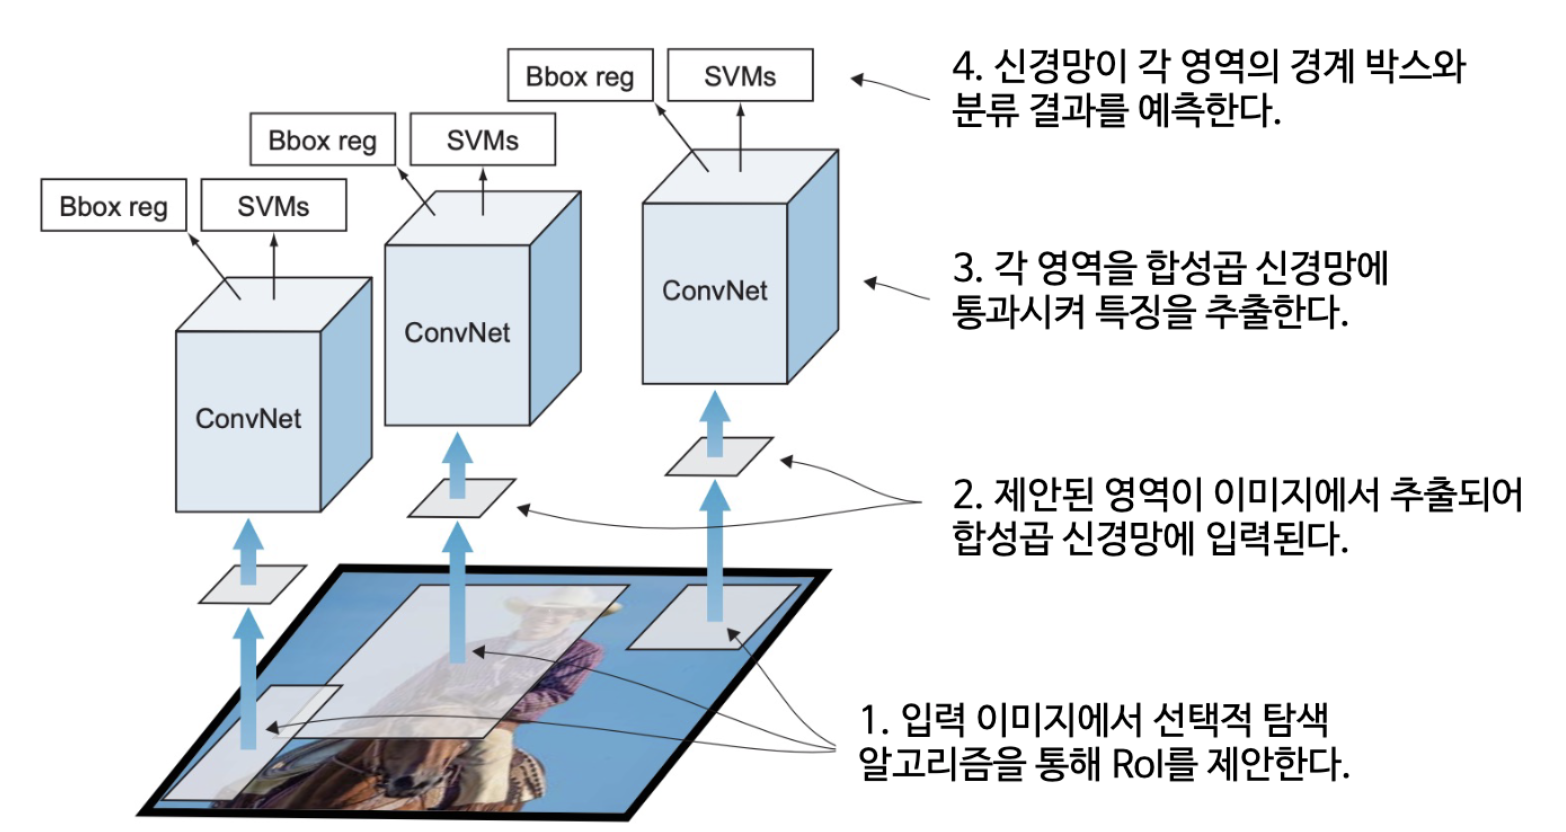 Bbox reg
SVMs
4. 신경망이 각 영역의 경계 박스와
분류 결과를 예측한다.
Bbox reg
SVMs
Bbox reg
SVMs
ConvNet
3. 각 영역을 합성곱 신경망에
통과시켜 특징을 추출한다.
ConvNet
ConvNet
2. 제안된 영역이 이미지에서 추출되어
합성곱 신경망에 입력된다.
1. 입력 이미지에서 선택적 탐색
알고리즘을 통해 RoI를 제안한다.